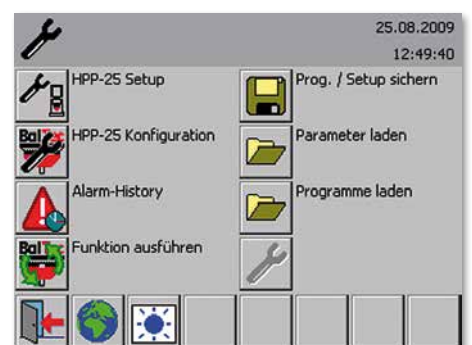 25.08.2009
12:49:40
HPP-25 Setup
Prog. / Setup sichern
HPP-25 Konfiguration
Parameter laden
Alarm-History
Programme laden
Funktion ausführen